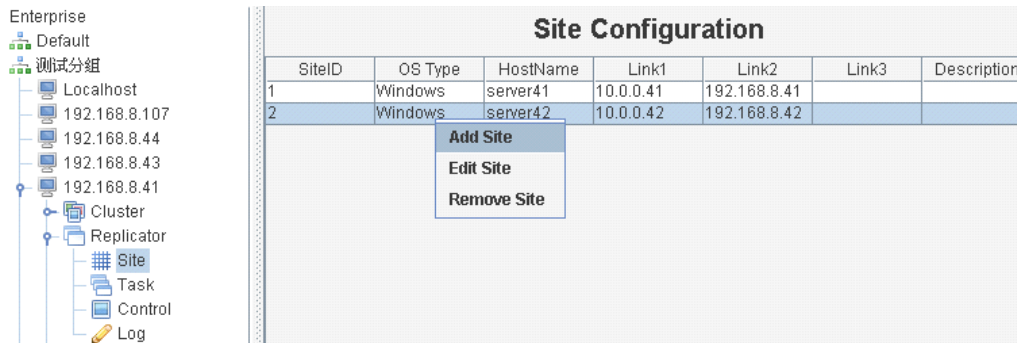 Enterprise
Default
测试分组
Localhost
192.168.8.107
192.168.8.44
192.168.8.43
192.168.8.41
Cluster
Replicator
Site
Task
Control
Log
Site Configuration
SiteID OS Type HostName Link1 Link2 Link3 Description
1 Windows server41 10.0.0.41 192.168.8.41
2 Windows server42 10.0.0.42 192.168.8.42
Add Site
Edit Site
Remove Site